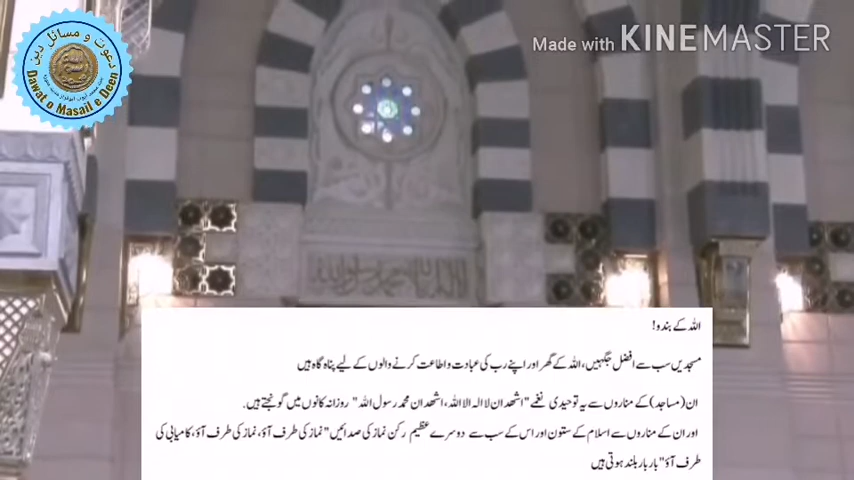 دعوت و مسائل دین
Dawat o Masail e Deen
Made with KINEMASTER
اللہ کے بندو!
مسجدیں سب سے افضل جگہیں، اللہ کے گھر اور اپنے رب کی عبادت و اطاعت کرنے والوں کے لیے پناہ گاہ ہیں
ان (مساجد) کے مناروں سے یہ توحیدی نغمے "اشھد ان لا الہ الا اللہ، اشھد ان محمد رسول اللہ" روزانہ کانوں میں گونجتے ہیں.
اور ان کے مناروں سے اسلام کے ستون اور اس کے سب سے دوسرے عظیم رکن نماز کی صدائیں "نماز کی طرف آؤ، نماز کی طرف آؤ، کامیابی کی
طرف آؤ" بار بار بلند ہوتی ہیں